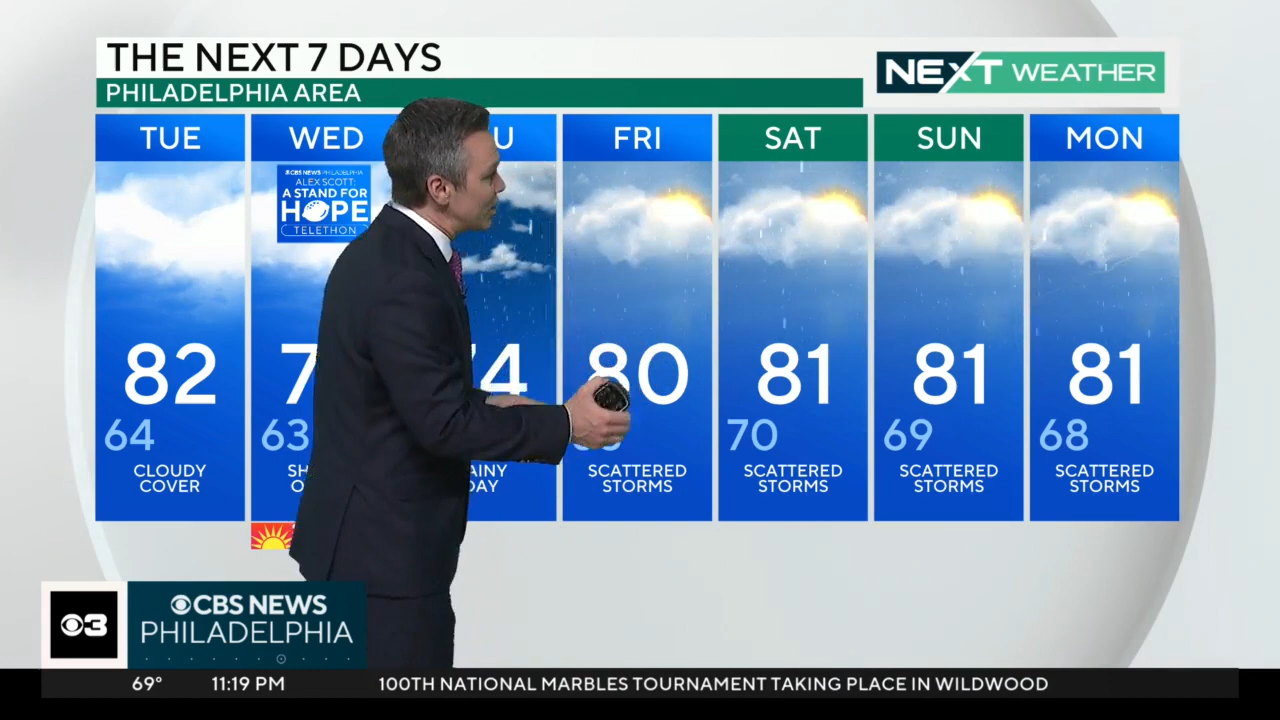 THE NEXT 7 DAYS
NEXT WEATHER
PHILADELPHIA AREA
TUE
WED
FRI
SAT
SUN
MON
CBS NEWS PHILADELPHIA
ALEX SCOTT:
A STAND FOR
HOPE
TELETHON
82
80
81
81
81
64
63
70
69
68
CLOUDY
COVER
SCATTERED
STORMS
SCATTERED
STORMS
SCATTERED
STORMS
SCATTERED
STORMS
3
CBS NEWS
PHILADELPHIA
69° 11:19 PM 100TH NATIONAL MARBLES TOURNAMENT TAKING PLACE IN WILDWOOD